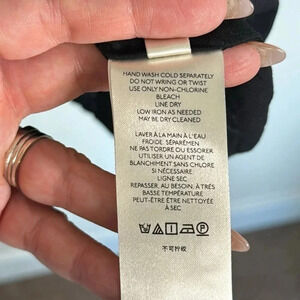 HAND WASH COLD SEPARATELY
DO NOT WRING OR TWIST
USE ONLY NON-CHLORINE
BLEACH
LINE DRY
LOW IRON AS NEEDED
MAY BE DRY CLEANED
LAVER À LA MAIN À L'EAU
FROIDE. SÉPARÉMEN
NE PAS TORDRE OU ESSORER
UTILISER UN AGENT DE
BLANCHIMENT SANS CHLORE
SI NÉCESSAIRE
LIGNE SEC
REPASSER, AU BESOIN, À TRÈS
BASSE TEMPÉRATURE
PEUT-ÊTRE ÊTRE NETTOYÉE
À SEC
不可拧绞